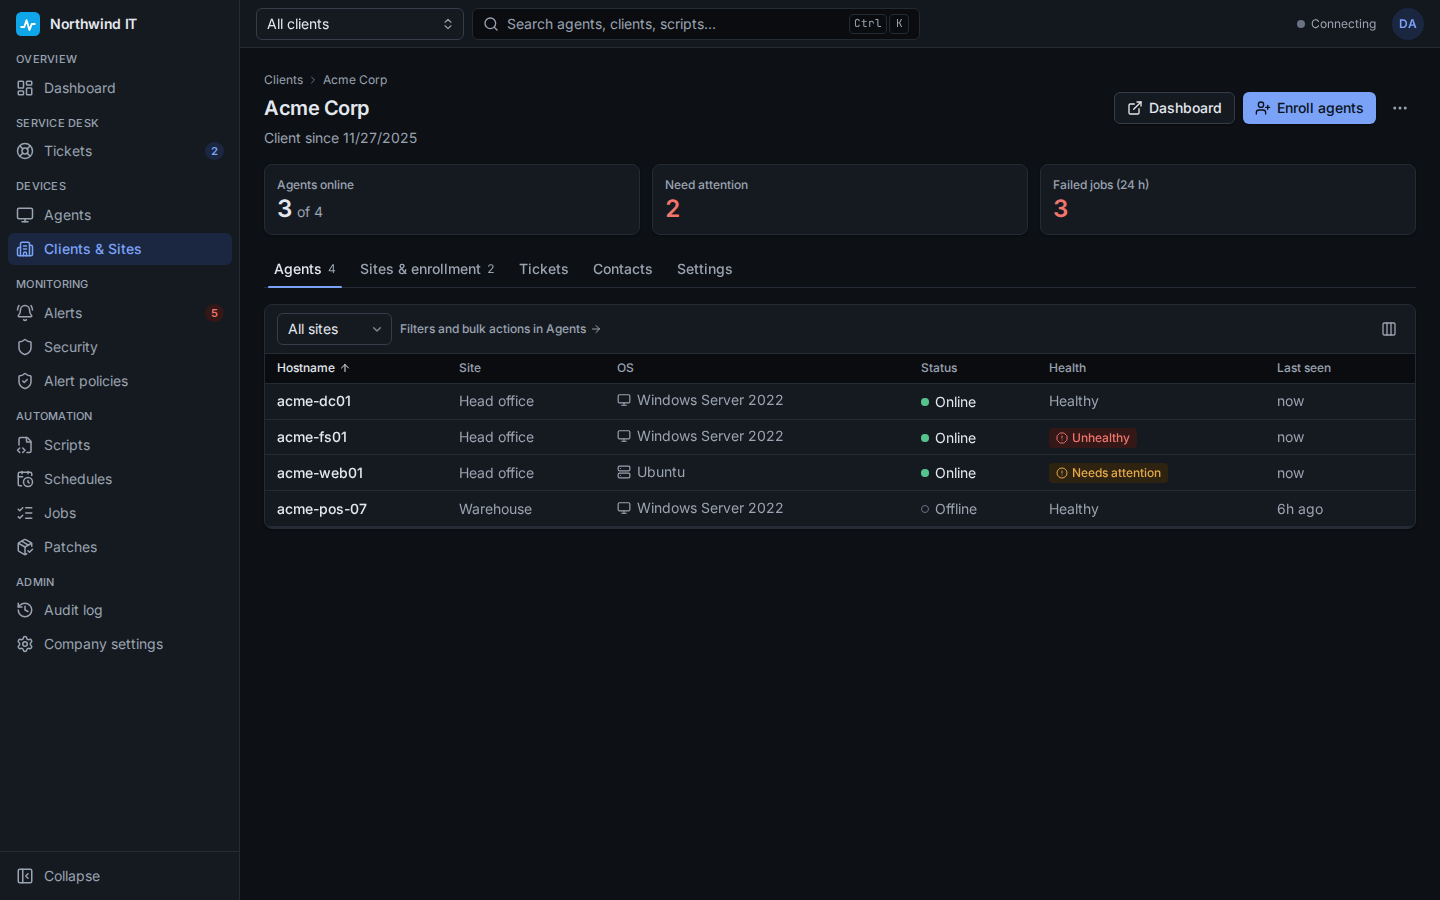 Northwind IT
All clients
Search agents, clients, scripts...
Ctrl K
Connecting
DA
OVERVIEW
Dashboard
SERVICE DESK
Tickets 2
DEVICES
Agents
Clients & Sites
MONITORING
Alerts 5
Security
Alert policies
AUTOMATION
Scripts
Schedules
Jobs
Patches
ADMIN
Audit log
Company settings
Collapse
Clients > Acme Corp
Acme Corp
Client since 11/27/2025
Dashboard
Enroll agents
Agents online
3 of 4
Need attention
2
Failed jobs (24 h)
3
Agents 4 Sites & enrollment 2 Tickets Contacts Settings
All sites Filters and bulk actions in Agents →
Hostname ↑ Site OS Status Health Last seen
acme-dc01 Head office Windows Server 2022 Online Healthy now
acme-fs01 Head office Windows Server 2022 Online Unhealthy now
acme-web01 Head office Ubuntu Online Needs attention now
acme-pos-07 Warehouse Windows Server 2022 Offline Healthy 6h ago